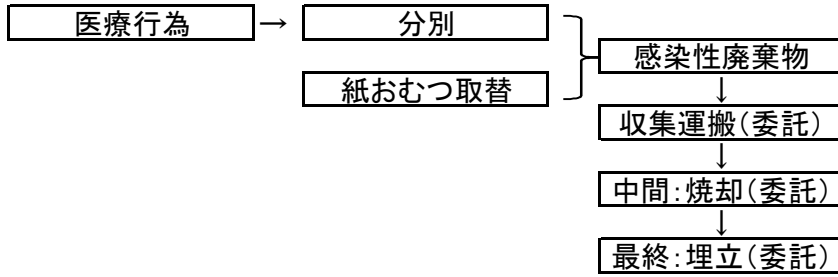 医療行為 → 分別
感染性廃棄物
紙おむつ取替
↓
収集運搬(委託)
↓
中間:焼却(委託)
↓
最終:埋立(委託)